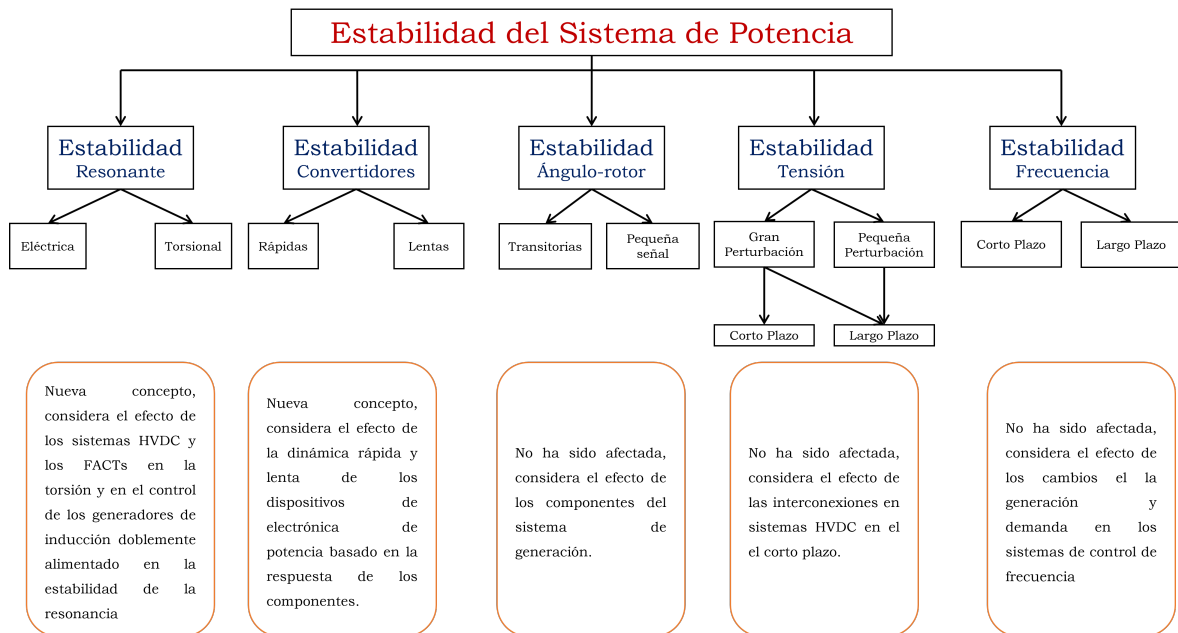 Estabilidad del Sistema de Potencia
Estabilidad
Resonante
Estabilidad
Convertidores
Estabilidad
Ángulo-rotor
Estabilidad
Tensión
Estabilidad
Frecuencia
Eléctrica
Torsional
Rápidas
Lentas
Transitorias
Pequeña
señal
Gran
Perturbación
Pequeña
Perturbación
Corto Plazo
Largo Plazo
Corto Plazo
Largo Plazo
Nueva concepto,
considera el efecto de
los sistemas HVDC y
los FACTs en la
torsión y en el control
de los generadores de
inducción doblemente
alimentado en la
estabilidad de la
resonancia
Nueva concepto,
considera el efecto de
la dinámica rápida y
lenta de los
dispositivos de
electrónica de
potencia basado en la
respuesta de los
componentes.
No ha sido afectada,
considera el efecto de
los componentes del
sistema de
generación.
No ha sido afectada,
considera el efecto de
las interconexiones en
sistemas HVDC en el
el corto plazo.
No ha sido afectada,
considera el efecto de
los cambios el la
generación y
demanda en los
sistemas de control de
frecuencia